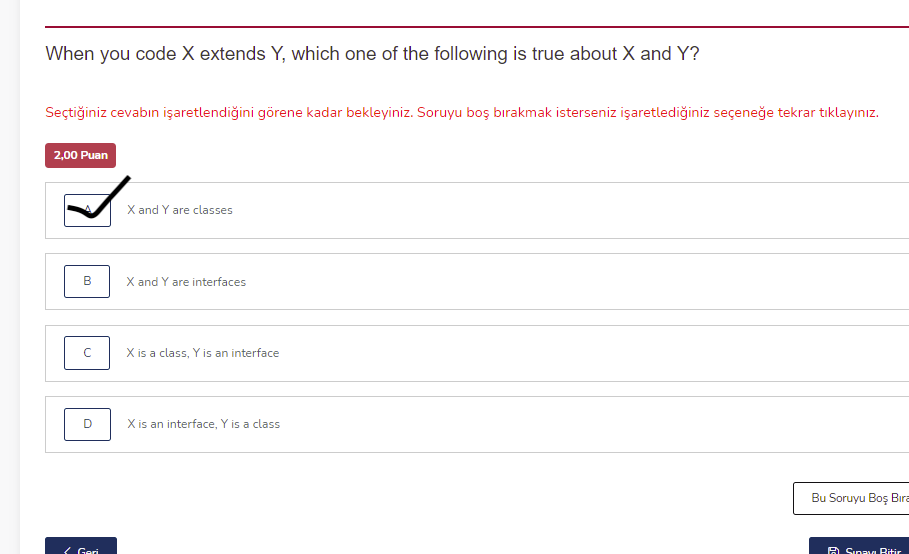 When you code X extends Y, which one of the following is true about X and Y?
Seçtiğiniz cevabın işaretlendiğini görene kadar bekleyiniz. Soruyu boş bırakmak isterseniz işaretlediğiniz seçeneğe tekrar tıklayınız.
2,00 Puan
A X and Y are classes
B X and Y are interfaces
C X is a class, Y is an interface
D X is an interface, Y is a class
Bu Soruyu Boş Bıra
Geri Sınavı Bitir